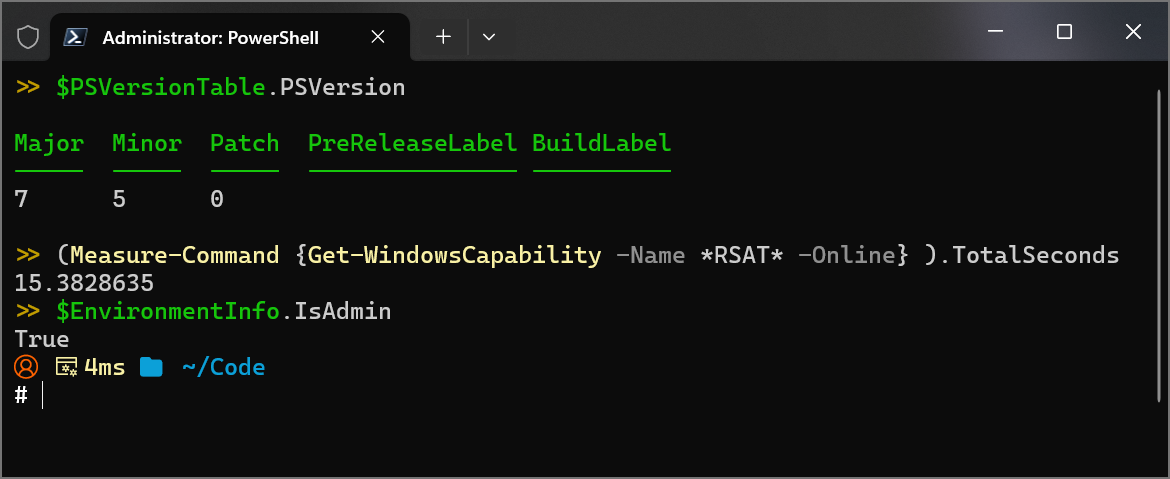 Administrator: PowerShell
>> $PSVersionTable.PSVersion
Major Minor Patch PreReleaseLabel BuildLabel
7 5 0
>> (Measure-Command {Get-WindowsCapability -Name *RSAT* -Online} ).TotalSeconds
15.3828635
>> $EnvironmentInfo.IsAdmin
True
4ms ~/Code
#